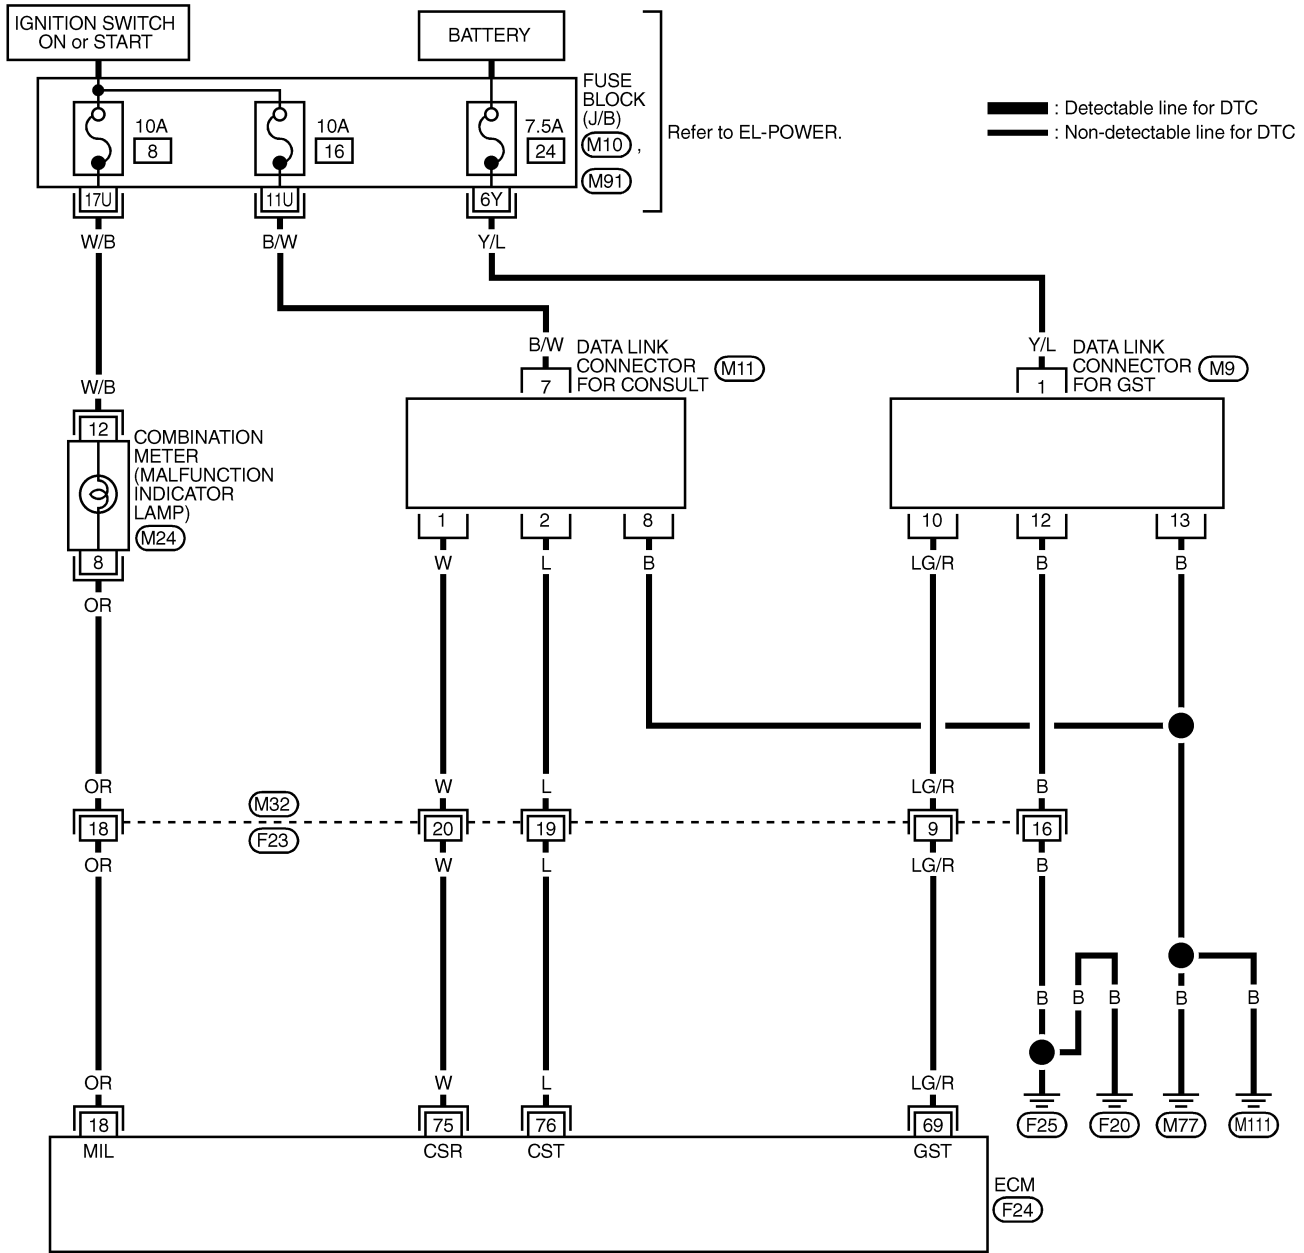 IGNITION SWITCH
ON or START
BATTERY
FUSE
BLOCK
(J/B)
M10 ,
M91
Refer to EL-POWER.
: Detectable line for DTC
: Non-detectable line for DTC
10A
8
10A
16
7.5A
24
17U
11U
6Y
W/B
B/W
Y/L
W/B
B/W
Y/L
DATA LINK
CONNECTOR
FOR CONSULT
M11
DATA LINK
CONNECTOR
FOR GST
M9
7
1
12
COMBINATION
METER
(MALFUNCTION
INDICATOR
LAMP)
M24
8
1
2
8
10
12
13
OR
W
L
B
LG/R
B
B
OR
W
L
LG/R
B
M32
F23
18
20
19
9
16
OR
W
L
LG/R
B
B
B
B
B
B
OR
W
L
LG/R
18
75
76
69
F25
F20
M77
M111
MIL
CSR
CST
GST
ECM
F24